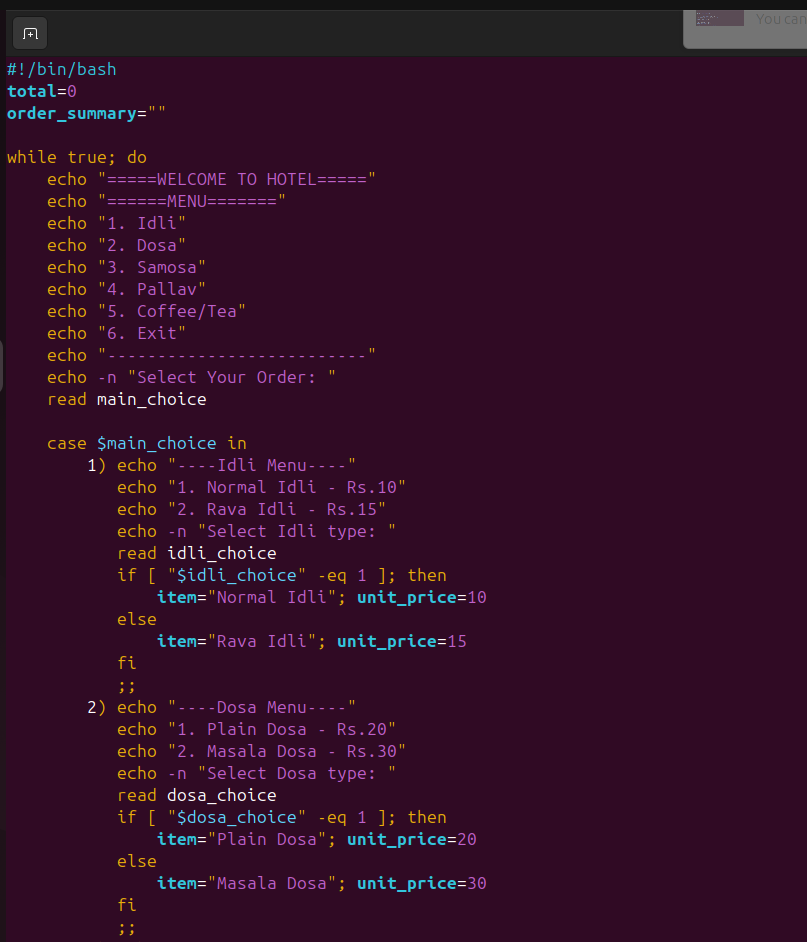 You can
#!/bin/bash
total=0
order_summary=""

while true; do
    echo "=====WELCOME TO HOTEL====="
    echo "======MENU======="
    echo "1. Idli"
    echo "2. Dosa"
    echo "3. Samosa"
    echo "4. Pallav"
    echo "5. Coffee/Tea"
    echo "6. Exit"
    echo "--------------------------"
    echo -n "Select Your Order: "
    read main_choice

    case $main_choice in
        1) echo "----Idli Menu----"
           echo "1. Normal Idli - Rs.10"
           echo "2. Rava Idli - Rs.15"
           echo -n "Select Idli type: "
           read idli_choice
           if [ "$idli_choice" -eq 1 ]; then
               item="Normal Idli"; unit_price=10
           else
               item="Rava Idli"; unit_price=15
           fi
           ;;
        2) echo "----Dosa Menu----"
           echo "1. Plain Dosa - Rs.20"
           echo "2. Masala Dosa - Rs.30"
           echo -n "Select Dosa type: "
           read dosa_choice
           if [ "$dosa_choice" -eq 1 ]; then
               item="Plain Dosa"; unit_price=20
           else
               item="Masala Dosa"; unit_price=30
           fi
           ;;